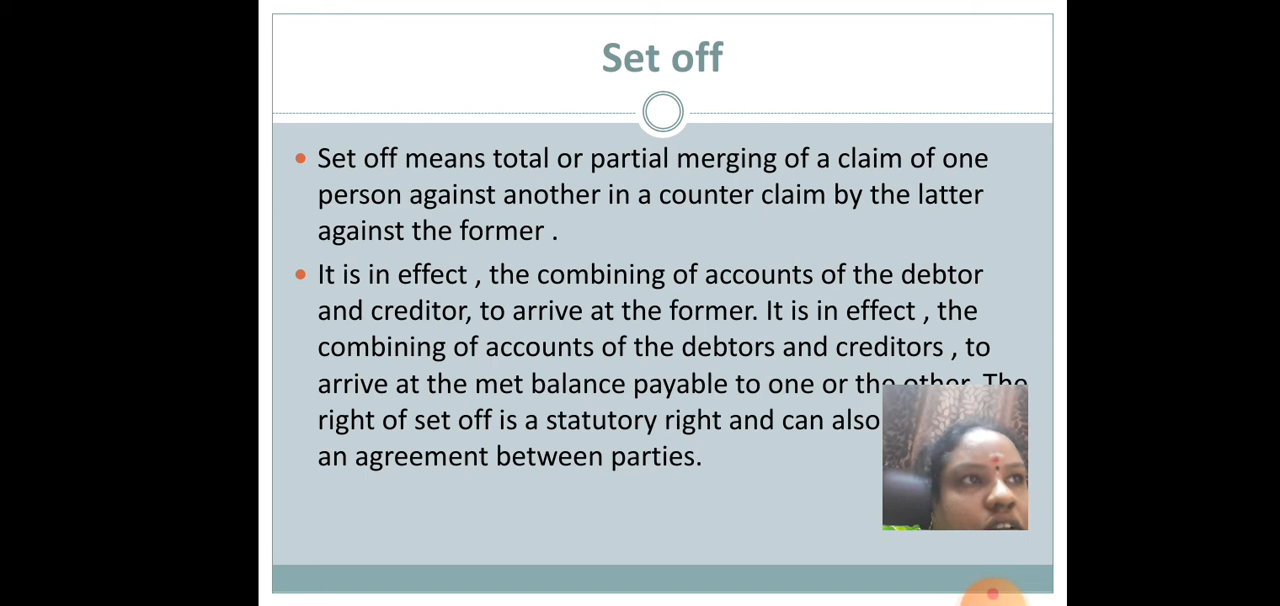 Set off
Set off means total or partial merging of a claim of one
person against another in a counter claim by the latter
against the former .
It is in effect , the combining of accounts of the debtor
and creditor, to arrive at the former. It is in effect , the
combining of accounts of the debtors and creditors , to
arrive at the met balance payable to one or the other. The
right of set off is a statutory right and can also
an agreement between parties.